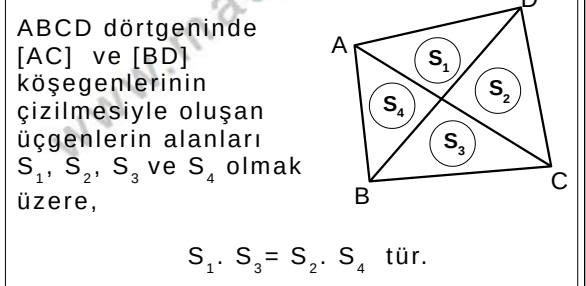 ABCD dörtgeninde
[AC] ve [BD]
köşegenlerinin
çizilmesiyle oluşan
üçgenlerin alanları
S₁, S₂, S₃ ve S₄ olmak
üzere,
S₁. S₃= S₂. S₄ tür.
D
A
S₁
S₂
S₄
S₃
B
C